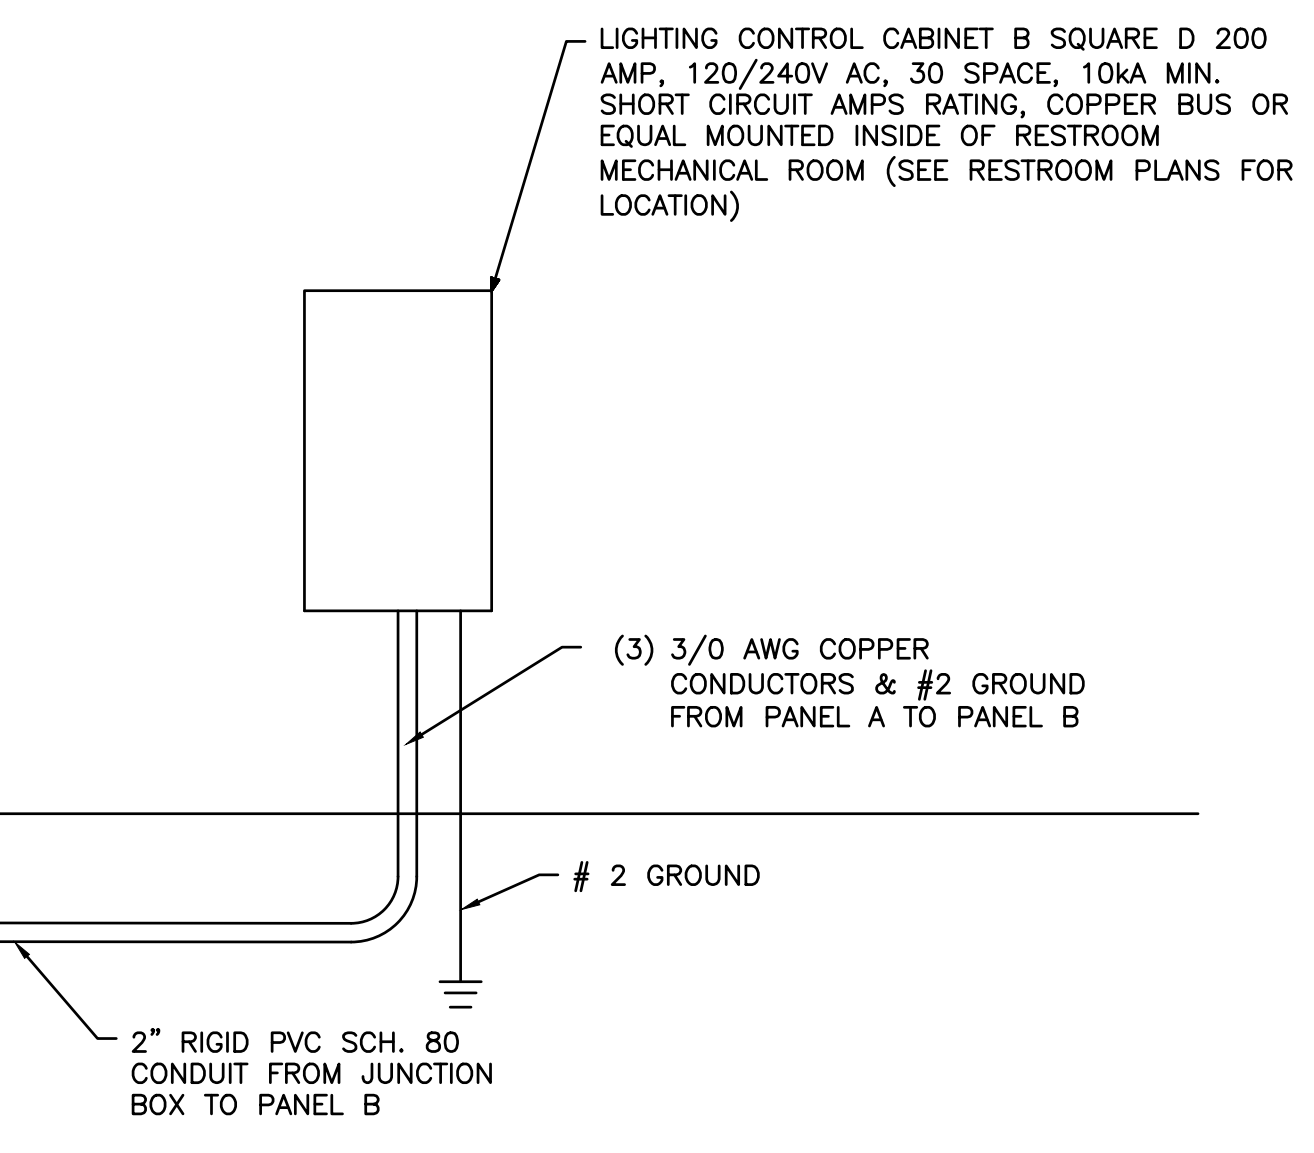 LIGHTING CONTROL CABINET B SQUARE D 200
AMP, 120/240V AC, 30 SPACE, 10kA MIN.
SHORT CIRCUIT AMPS RATING, COPPER BUS OR
EQUAL MOUNTED INSIDE OF RESTROOM
MECHANICAL ROOM (SEE RESTROOM PLANS FOR
LOCATION)
(3) 3/0 AWG COPPER
CONDUCTORS & #2 GROUND
FROM PANEL A TO PANEL B
# 2 GROUND
2” RIGID PVC SCH. 80
CONDUIT FROM JUNCTION
BOX TO PANEL B